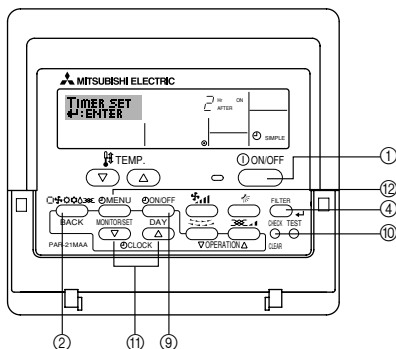 MITSUBISHI ELECTRIC
TIMER SET
↵:ENTER
2 Hr ON
AFTER
SIMPLE
TEMP.
ON/OFF
①
⑫
MENU ON/OFF FILTER
④
BACK MONITOR/SET DAY CHECK TEST
⑩
PAR-21MAA CLOCK OPERATION CLEAR
② ⑪ ⑨